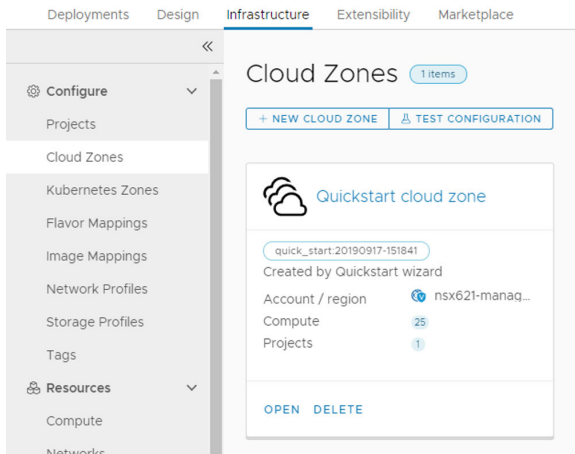 Deployments Design Infrastructure Extensibility Marketplace
«
Configure
Projects
Cloud Zones
Kubernetes Zones
Flavor Mappings
Image Mappings
Network Profiles
Storage Profiles
Tags
Resources
Compute
Networks
Cloud Zones 1 items
+ NEW CLOUD ZONE TEST CONFIGURATION
Quickstart cloud zone
quick_start:20190917-151841
Created by Quickstart wizard
Account / region nsx621-manag...
Compute 25
Projects 1
OPEN DELETE